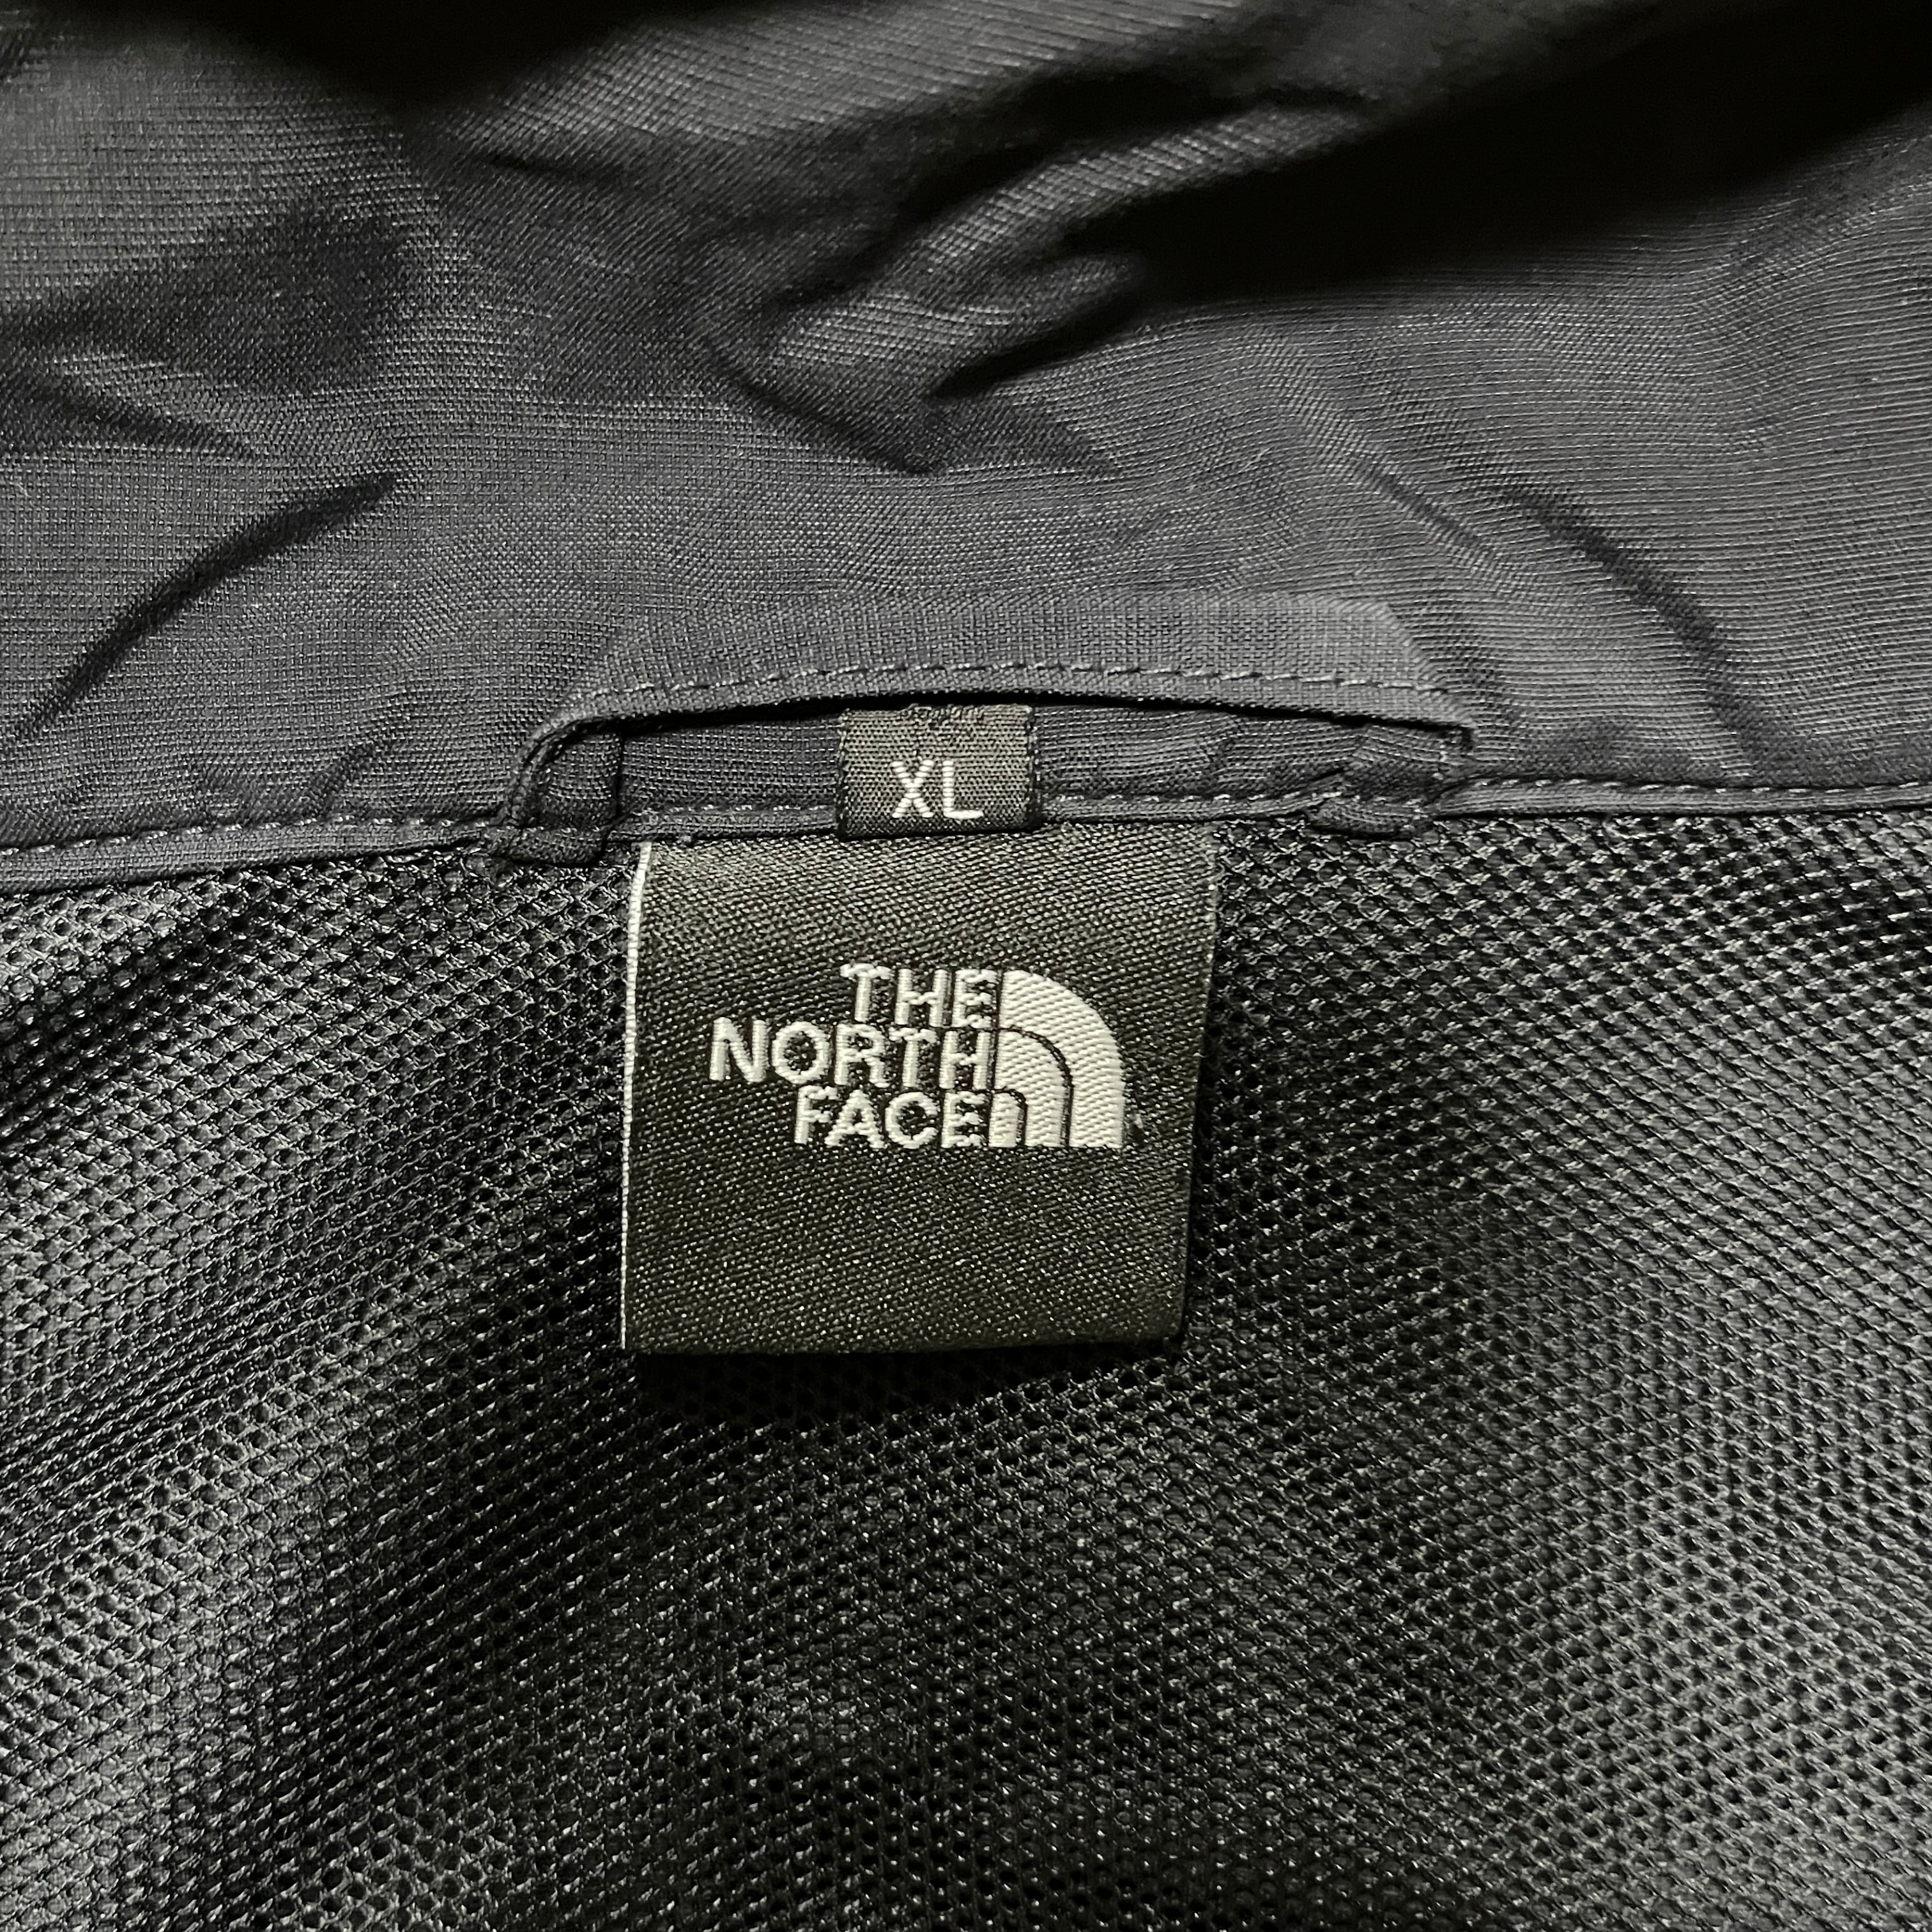 XL
THE
NORTH
FACE